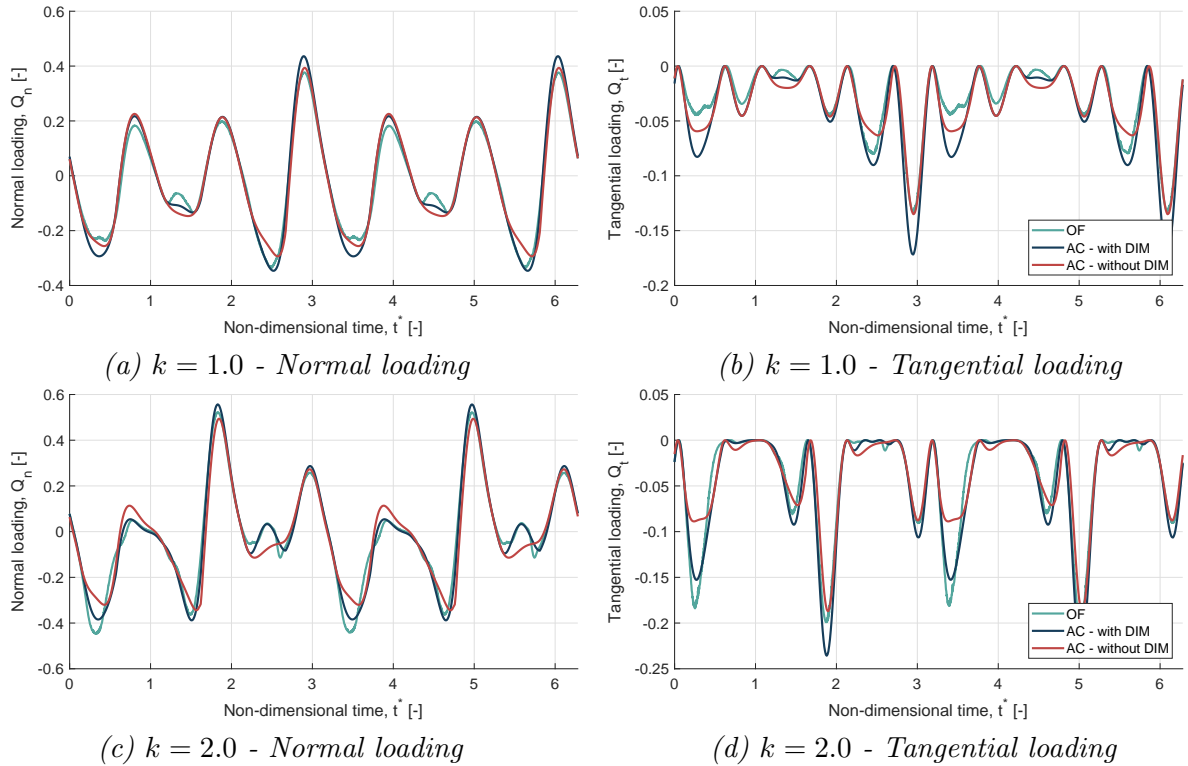 0.6
0.4
0.2
0
-0.2
-0.4
Normal loading, Q_n [-]
0 1 2 3 4 5 6
Non-dimensional time, t^* [-]
(a) k = 1.0 - Normal loading
0.05
0
-0.05
-0.1
-0.15
-0.2
Tangential loading, Q_t [-]
0 1 2 3 4 5 6
Non-dimensional time, t^* [-]
OF
AC - with DIM
AC - without DIM
(b) k = 1.0 - Tangential loading
0.6
0.4
0.2
0
-0.2
-0.4
-0.6
Normal loading, Q_n [-]
0 1 2 3 4 5 6
Non-dimensional time, t^* [-]
(c) k = 2.0 - Normal loading
0.05
0
-0.05
-0.1
-0.15
-0.2
-0.25
Tangential loading, Q_t [-]
0 1 2 3 4 5 6
Non-dimensional time, t^* [-]
OF
AC - with DIM
AC - without DIM
(d) k = 2.0 - Tangential loading